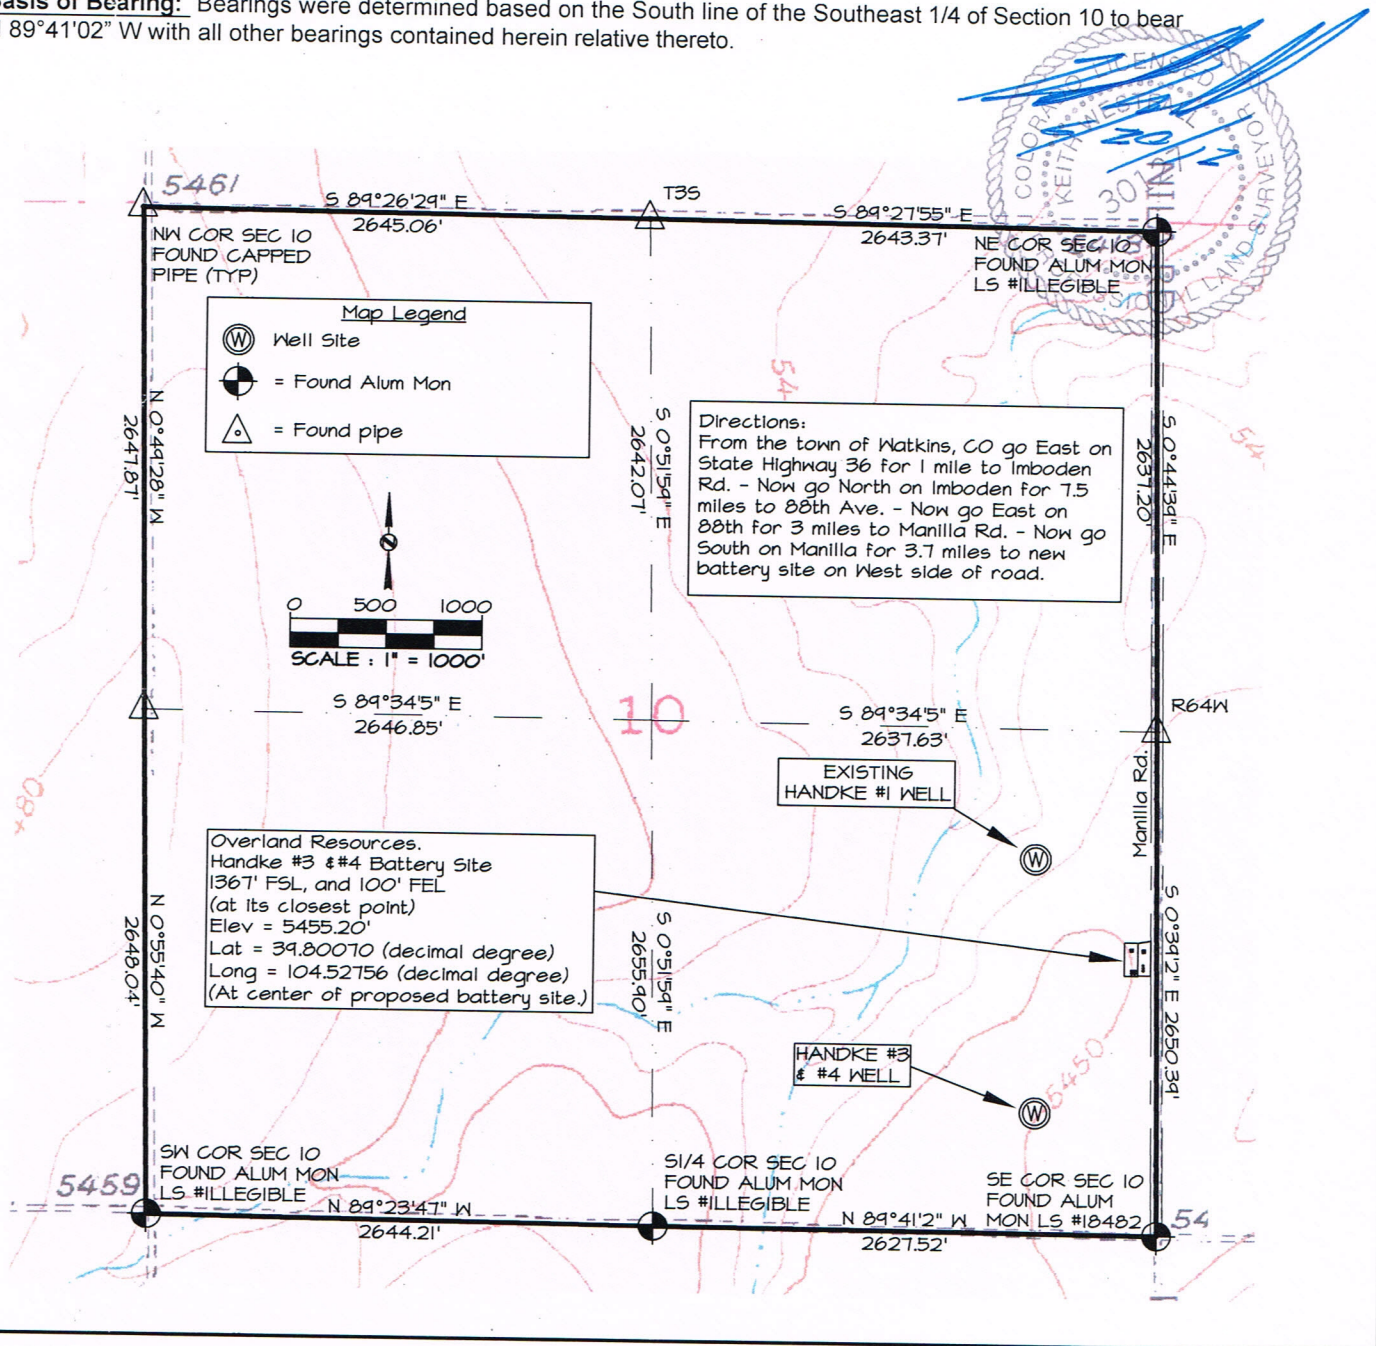 Basis of Bearing: Bearings were determined based on the South line of the Southeast 1/4 of Section 10 to bear
89°41'02” W with all other bearings contained herein relative thereto.
COLORADO LICENSED
KEITH WESTFALL
PROFESSIONAL LAND SURVEYOR
5461
S 89°26'29" E
2645.06'
T3S
S 89°27'55" E
2643.37'
NW COR SEC 10
FOUND CAPPED
PIPE (TYP)
NE COR SEC 10
FOUND ALUM MON
LS #ILLEGIBLE
Map Legend
W Well Site
= Found Alum Mon
= Found pipe
N 0°49'28" W
2647.87'
S 0°51'59" E
2642.07'
Directions:
From the town of Watkins, CO go East on
State Highway 36 for 1 mile to Imboden
Rd. - Now go North on Imboden for 7.5
miles to 88th Ave. - Now go East on
88th for 3 miles to Manilla Rd. - Now go
South on Manilla for 3.7 miles to new
battery site on West side of road.
S 0°44'39" E
2637.20'
54
54
N
0 500 1000
SCALE : 1" = 1000'
S 89°34'5" E
2646.85'
10
S 89°34'5" E
2637.63'
R64W
Manilla Rd.
EXISTING
HANDKE #1 WELL
W
Overland Resources.
Handke #3 & #4 Battery Site
1367' FSL, and 100' FEL
(at its closest point)
Elev = 5455.20'
Lat = 39.80070 (decimal degree)
Long = 104.52756 (decimal degree)
(At center of proposed battery site.)
N 0°55'40" W
2648.04'
S 0°51'59" E
2655.90'
S 0°39'2" E 2650.39'
HANDKE #3
& #4 WELL
W
5450
SW COR SEC 10
FOUND ALUM MON
LS #ILLEGIBLE
5459
N 89°23'47" W
2644.21'
S1/4 COR SEC 10
FOUND ALUM MON
LS #ILLEGIBLE
N 89°41'2" W
2627.52'
SE COR SEC 10
FOUND ALUM
MON LS #18482
54